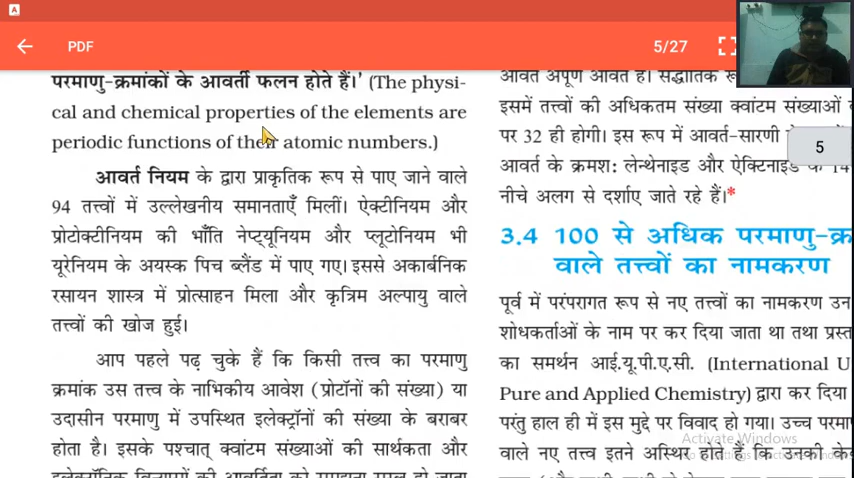 A
PDF
5/27
परमाणु-क्रमांकों के आवर्ती फलन होते हैं।' (The physi-
cal and chemical properties of the elements are
periodic functions of their atomic numbers.)
आवर्त नियम के द्वारा प्राकृतिक रूप से पाए जाने वाले
94 तत्त्वों में उल्लेखनीय समानताएँ मिलीं। ऐक्टीनियम और
प्रोटोक्टीनियम की भाँति नेप्ट्यूनियम और प्लूटोनियम भी
यूरेनियम के अयस्क पिच ब्लैंड में पाए गए। इससे अकार्बनिक
रसायन शास्त्र में प्रोत्साहन मिला और कृत्रिम अल्पायु वाले
तत्त्वों की खोज हुई।
आप पहले पढ़ चुके हैं कि किसी तत्त्व का परमाणु
क्रमांक उस तत्त्व के नाभिकीय आवेश (प्रोटॉनों की संख्या) या
उदासीन परमाणु में उपस्थित इलेक्ट्रॉनों की संख्या के बराबर
होता है। इसके पश्चात् क्वांटम संख्याओं की सार्थकता और
आवर्त अपूर्ण आवर्त है। सैद्धांतिक
इसमें तत्त्वों की अधिकतम संख्या क्वांटम संख्याओं
पर 32 ही होगी। इस रूप में आवर्त-सारणी
5
आवर्त के क्रमश: लेन्थेनाइड और ऐक्टिनाइड के 14
नीचे अलग से दर्शाए जाते रहे हैं।*
3.4 100 से अधिक परमाणु-क्र
वाले तत्त्वों का नामकरण
पूर्व में परंपरागत रूप से नए तत्त्वों का नामकरण उन
शोधकर्ताओं के नाम पर कर दिया जाता था तथा प्रस्त
का समर्थन आई.यू.पी.ए.सी. (International U
Pure and Applied Chemistry) द्वारा कर दिया
परंतु हाल ही में इस मुद्दे पर विवाद हो गया। उच्च परमा
वाले नए तत्त्व इतने अस्थिर होते हैं कि उनकी के
Activate Windows